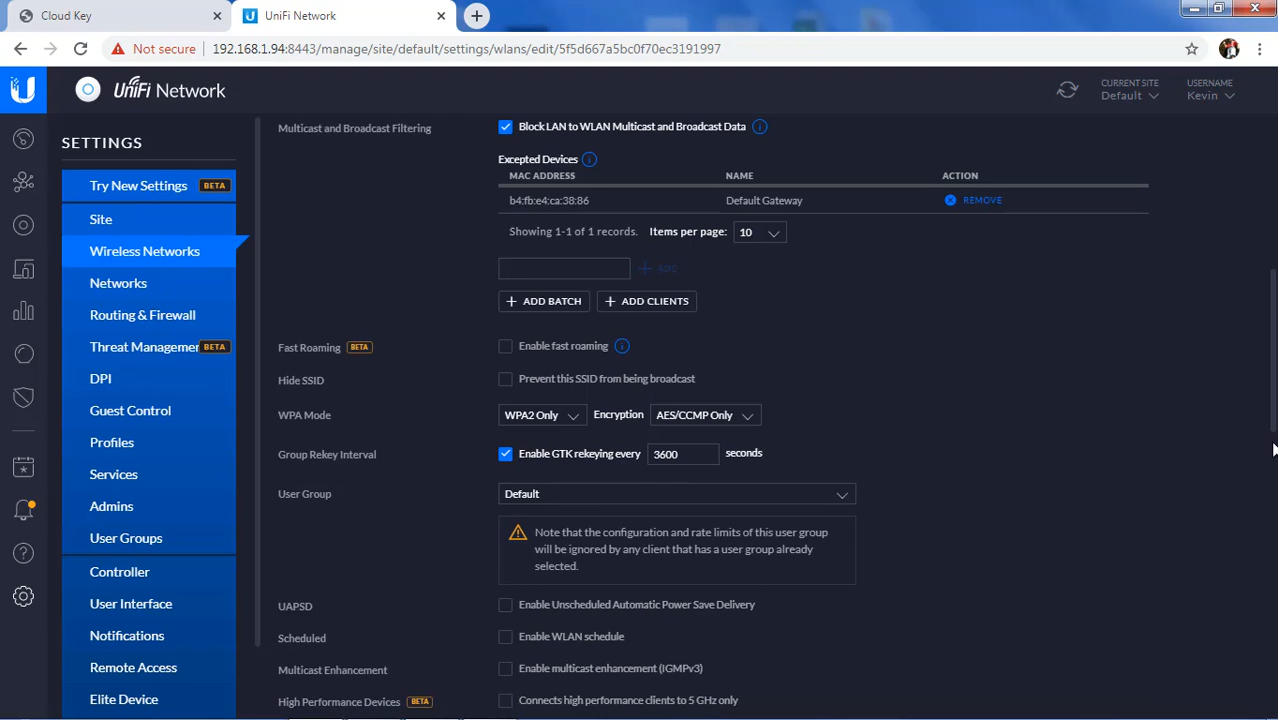 Cloud Key
UniFi Network
Not secure 192.168.1.94:8443/manage/site/default/settings/wlans/edit/5f5d667a5bc0f70ec3191997
UniFi Network
CURRENT SITE
Default
USERNAME
Kevin
SETTINGS
Try New Settings BETA
Site
Wireless Networks
Networks
Routing & Firewall
Threat Managemer BETA
DPI
Guest Control
Profiles
Services
Admins
User Groups
Controller
User Interface
Notifications
Remote Access
Elite Device
Multicast and Broadcast Filtering
Block LAN to WLAN Multicast and Broadcast Data
Excepted Devices
MAC ADDRESS NAME ACTION
b4:fb:e4:ca:38:86 Default Gateway REMOVE
Showing 1-1 of 1 records. Items per page: 10
+ ADD
+ ADD BATCH + ADD CLIENTS
Fast Roaming BETA Enable fast roaming
Hide SSID Prevent this SSID from being broadcast
WPA Mode WPA2 Only Encryption AES/CCMP Only
Group Rekey Interval Enable GTK rekeying every 3600 seconds
User Group Default
Note that the configuration and rate limits of this user group
will be ignored by any client that has a user group already
selected.
UAPSD Enable Unscheduled Automatic Power Save Delivery
Scheduled Enable WLAN schedule
Multicast Enhancement Enable multicast enhancement (IGMPv3)
High Performance Devices BETA Connects high performance clients to 5 GHz only